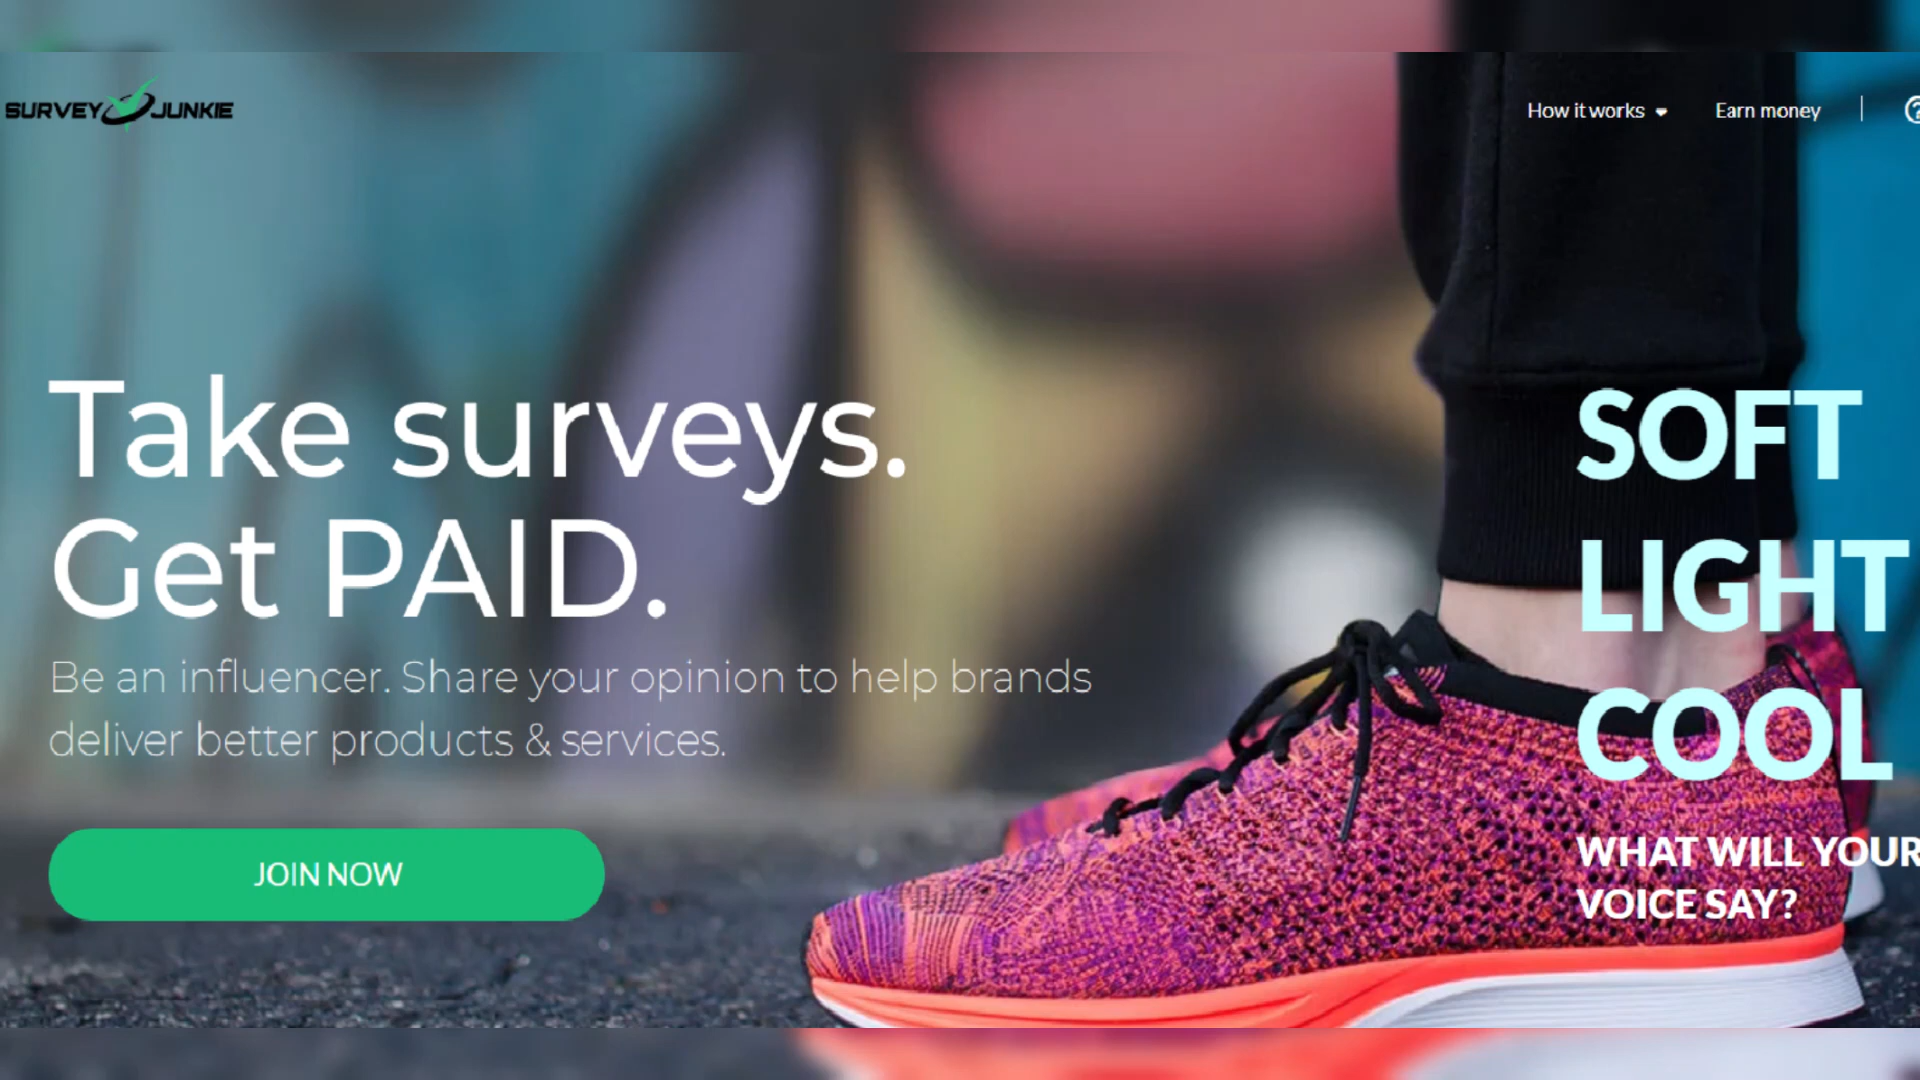 SURVEY JUNKIE
How it works
Earn money
Take surveys.
Get PAID.
Be an influencer. Share your opinion to help brands
deliver better products & services.
JOIN NOW
SOFT
LIGHT
COOL
WHAT WILL YOUR
VOICE SAY?